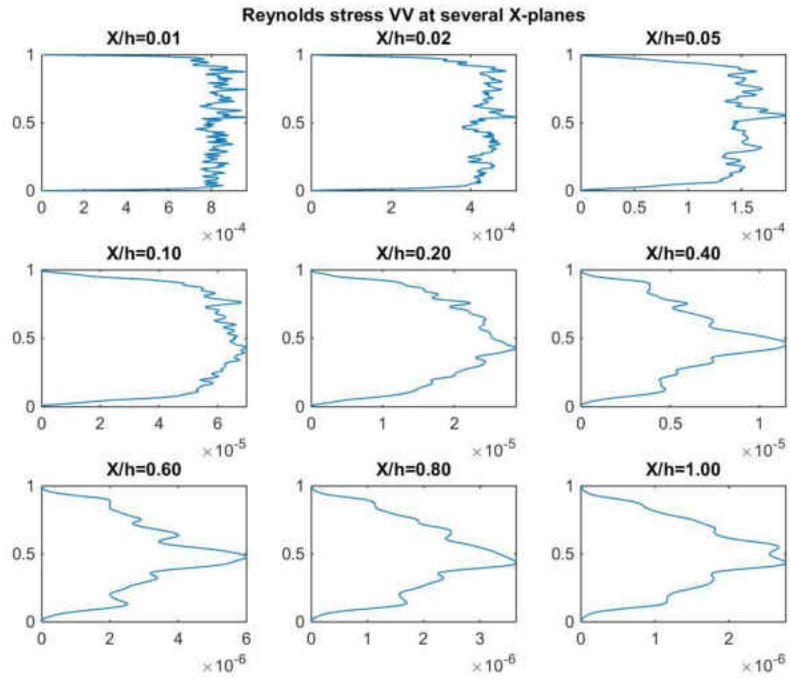 Reynolds stress VV at several X-planes
X/h=0.01 X/h=0.02 X/h=0.05
1 1 1
0.5 0.5 0.5
0 0 0
0 2 4 6 8 0 2 4 0 0.5 1 1.5
×10-4 ×10-4 ×10-4
X/h=0.10 X/h=0.20 X/h=0.40
1 1 1
0.5 0.5 0.5
0 0 0
0 2 4 6 0 1 2 0 0.5 1
×10-5 ×10-5 ×10-5
X/h=0.60 X/h=0.80 X/h=1.00
1 1 1
0.5 0.5 0.5
0 0 0
0 2 4 6 0 1 2 3 0 1 2
×10-6 ×10-6 ×10-6